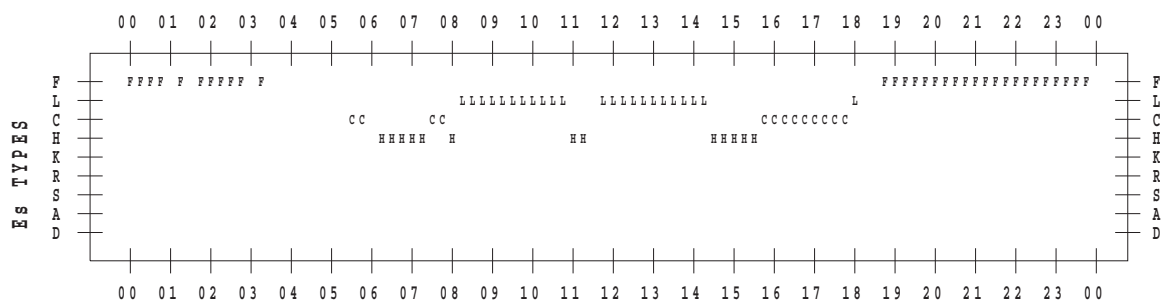 00 01 02 03 04 05 06 07 08 09 10 11 12 13 14 15 16 17 18 19 20 21 22 23 00
F FFFF F FFFFF F FFFFFFFFFFFFFFFFFFFFF F
L LLLLLLLLLLL LLLLLLLLLLL L L
C CC CC CCCCCCCCC C
H HHHHH H HH HHHHH H
K K
R R
S S
A A
D D
Es TYPES
00 01 02 03 04 05 06 07 08 09 10 11 12 13 14 15 16 17 18 19 20 21 22 23 00